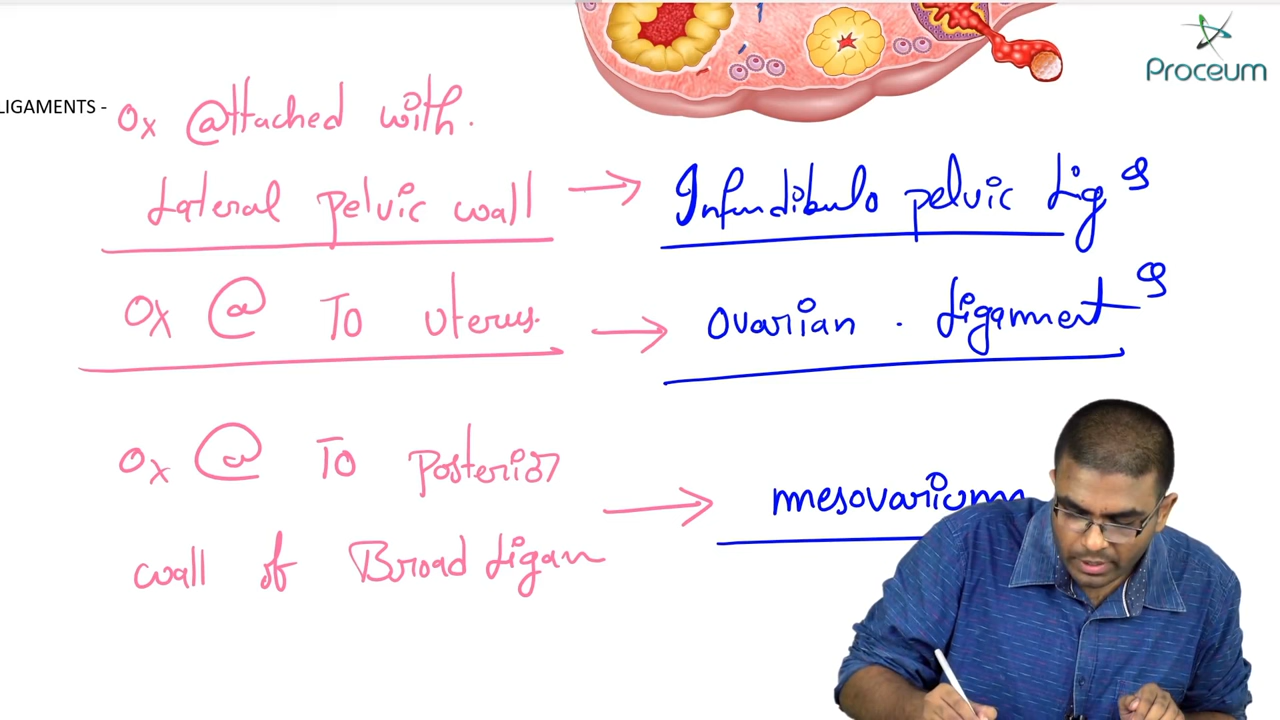 Proceum
LIGAMENTS -
Ox @ttached with.
Lateral pelvic wall → Infundibulo pelvic Lig
Ox @ To uterus. → ovarian . Ligament
Ox @ To Posterior
wall of Broad Ligam → mesovarium